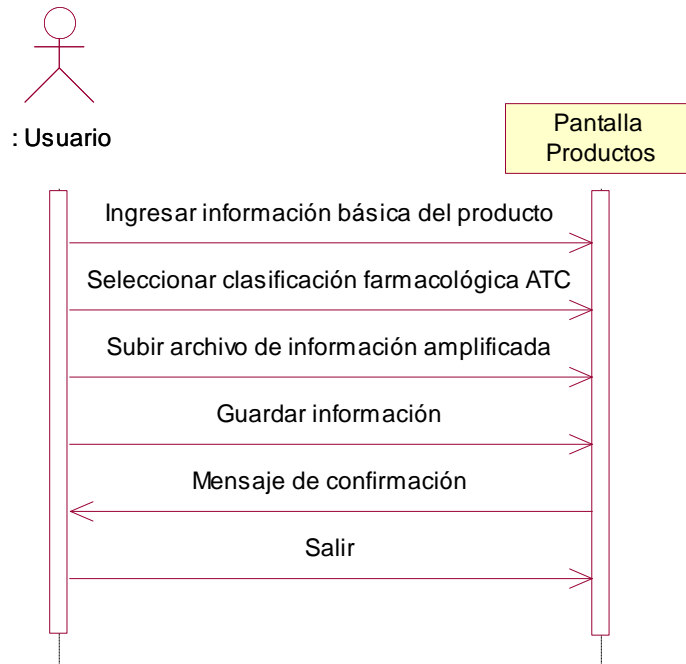 : Usuario
Pantalla
Productos
Ingresar información básica del producto
Seleccionar clasificación farmacológica ATC
Subir archivo de información amplificada
Guardar información
Mensaje de confirmación
Salir